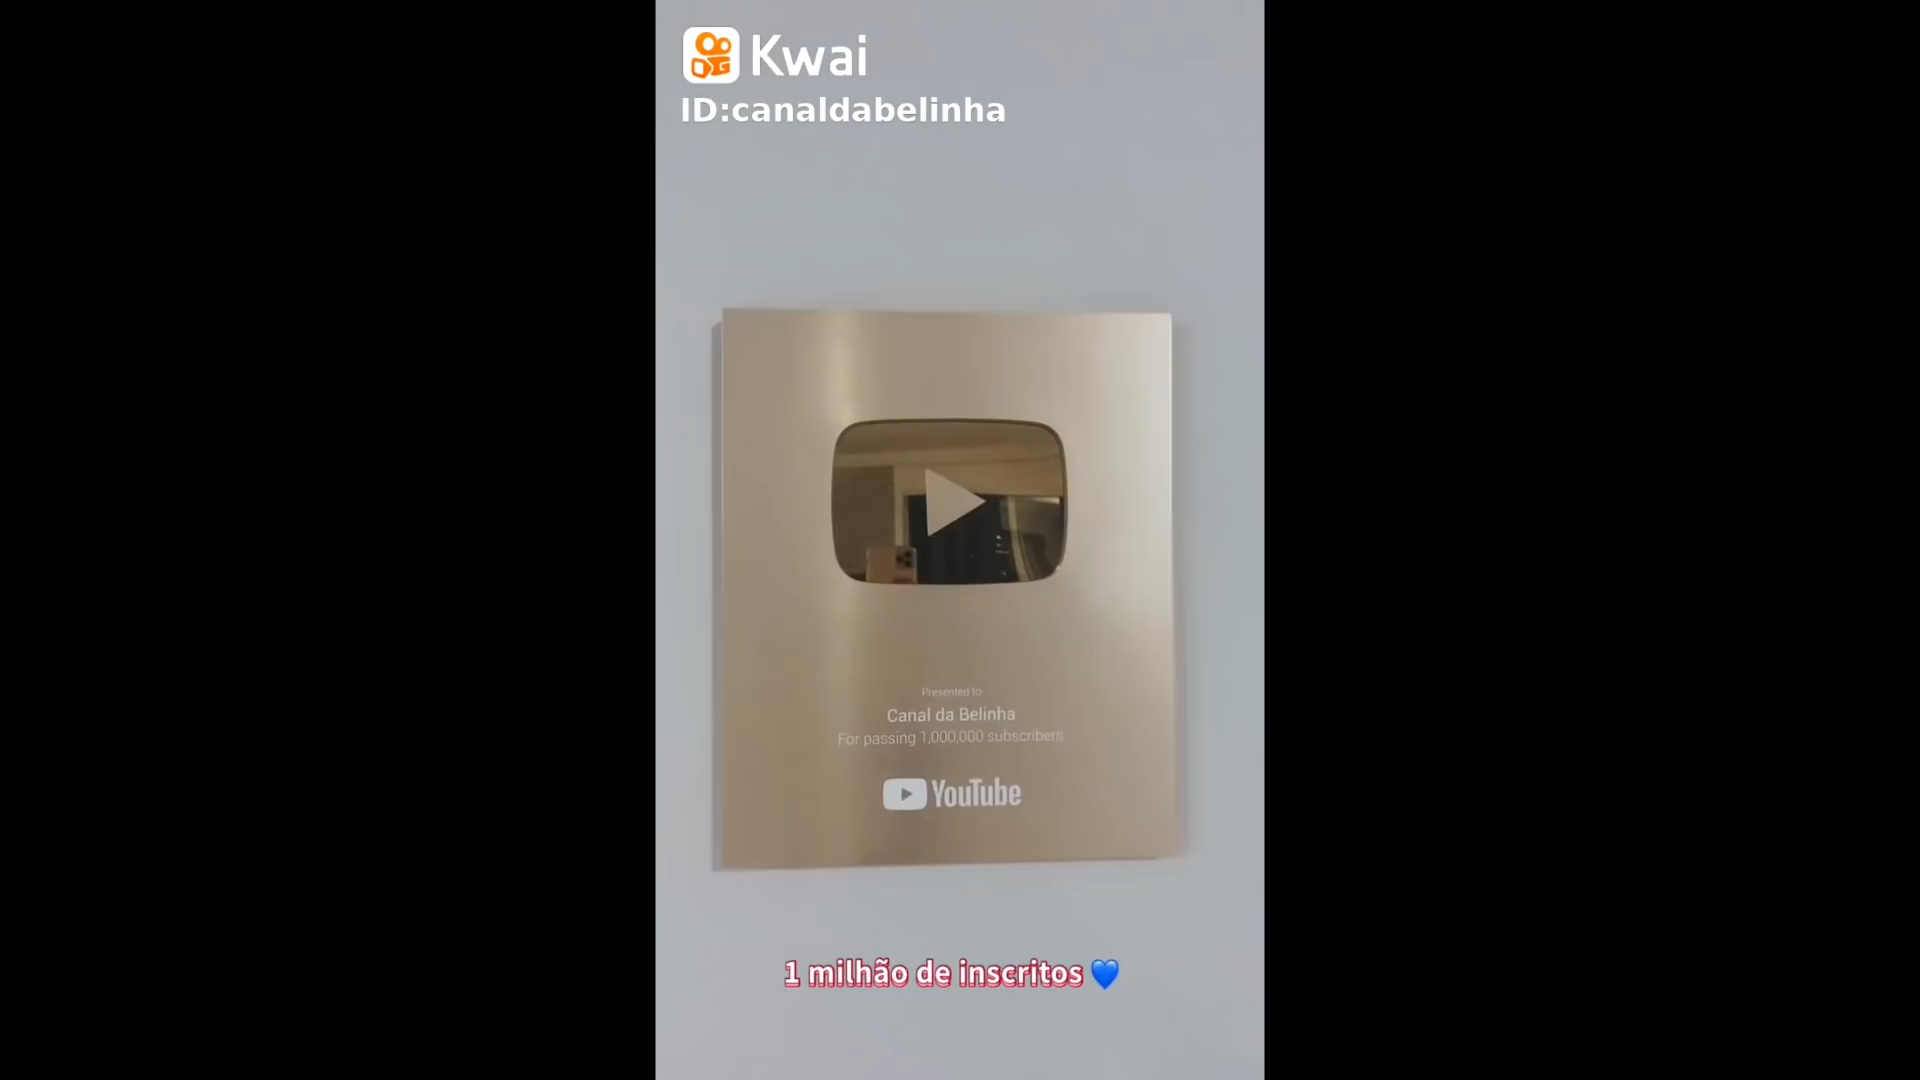 Kwai
ID:canaldabelinha
Presented to
Canal da Belinha
For passing 1,000,000 subscribers
YouTube
1 milhão de inscritos 💙